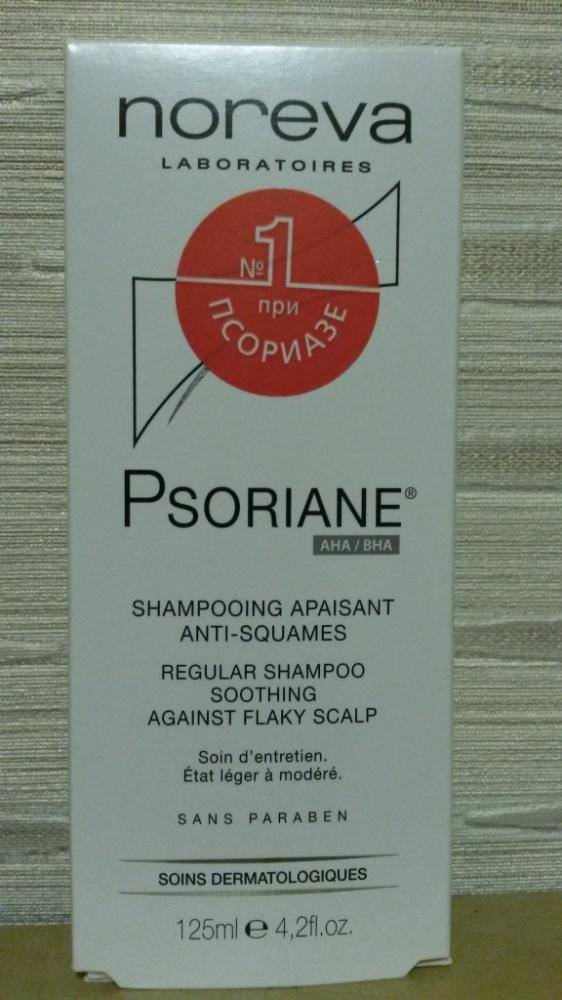 noreva
LABORATOIRES
№1
при
ПСОРИАЗЕ
PSORIANE®
AHA / BHA
SHAMPOOING APAISANT
ANTI-SQUAMES
REGULAR SHAMPOO
SOOTHING
AGAINST FLAKY SCALP
Soin d'entretien.
État léger à modéré.
SANS PARABEN
SOINS DERMATOLOGIQUES
125ml ℮ 4,2fl.oz.